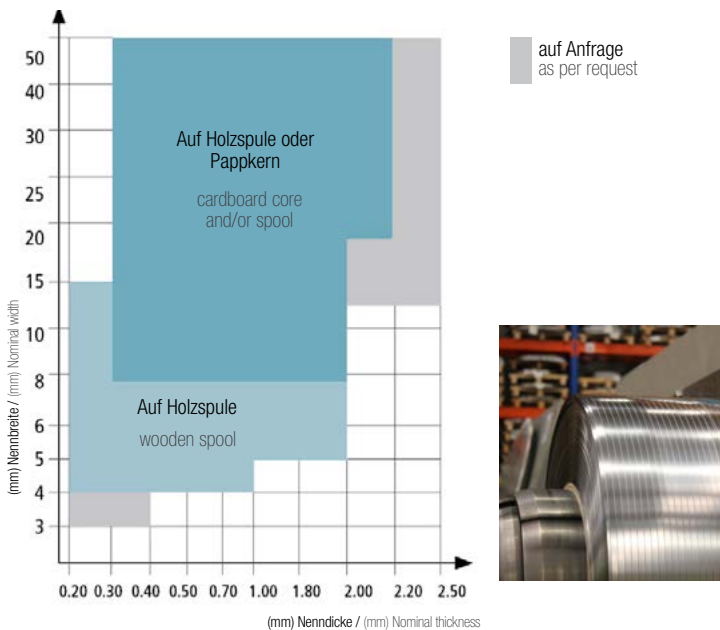 50
40
30
25
20
15
10
8
6
5
4
3
(mm) Nennbreite / (mm) Nominal width
Auf Holzspule oder
Pappkern
cardboard core
and/or spool
Auf Holzspule
wooden spool
0.20 0.30 0.40 0.50 0.70 1.00 1.80 2.00 2.20 2.50
(mm) Nenndicke / (mm) Nominal thickness
auf Anfrage
as per request